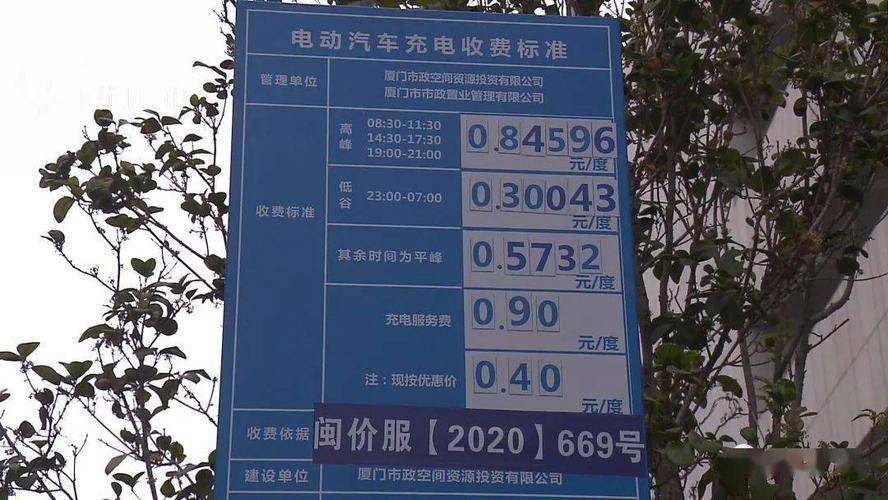 电动汽车充电收费标准
管理单位
厦门市政空间资源投资有限公司
厦门市市政置业管理有限公司
收费标准
高峰
08:30-11:30
14:30-17:30
19:00-21:00
0.84596
元/度
低谷
23:00-07:00
0.30043
元/度
其余时间为平峰
0.5732
元/度
充电服务费
0.90
元/度
注:现按优惠价
0.40
元/度
收费依据
闽价服【2020】669号
建设单位
厦门市政空间资源投资有限公司